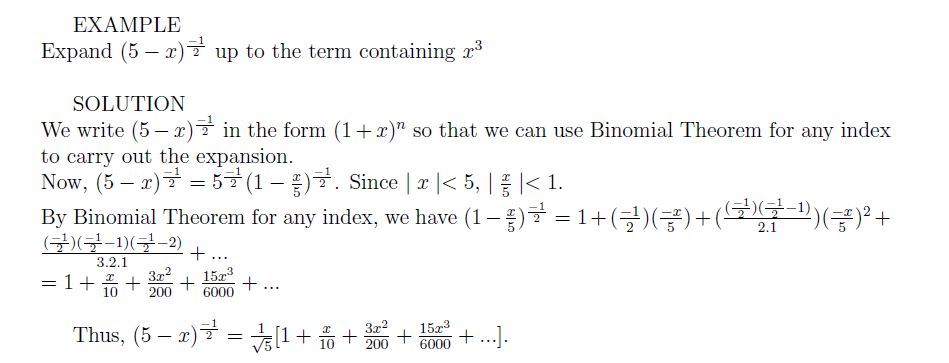 EXAMPLE
Expand (5 − x)^{\frac{-1}{2}} up to the term containing x^3
SOLUTION
We write (5 − x)^{\frac{-1}{2}} in the form (1 + x)^n so that we can use Binomial Theorem for any index
to carry out the expansion.
Now, (5 − x)^{\frac{-1}{2}} = 5^{\frac{-1}{2}}(1 − \frac{x}{5})^{\frac{-1}{2}}. Since | x |< 5, | \frac{x}{5} |< 1.
By Binomial Theorem for any index, we have (1 − \frac{x}{5})^{\frac{-1}{2}} = 1 + (\frac{-1}{2})(\frac{-x}{5}) + (\frac{(\frac{-1}{2})(\frac{-1}{2}-1)}{2.1})(\frac{-x}{5})^2 +
\frac{(\frac{-1}{2})(\frac{-1}{2}-1)(\frac{-1}{2}-2)}{3.2.1} + ...
= 1 + \frac{x}{10} + \frac{3x^2}{200} + \frac{15x^3}{6000} + ...
Thus, (5 − x)^{\frac{-1}{2}} = \frac{1}{\sqrt{5}}[1 + \frac{x}{10} + \frac{3x^2}{200} + \frac{15x^3}{6000} + ...].